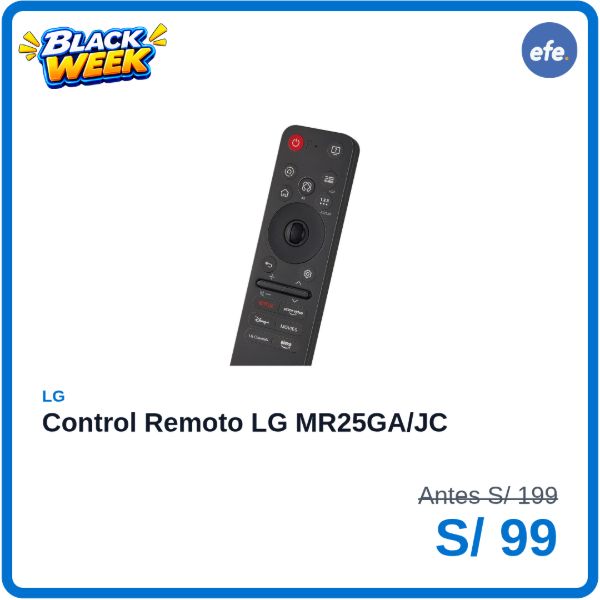 BLACK
WEEK
efe.
LG
Control Remoto LG MR25GA/JC
Antes S/ 199
S/ 99